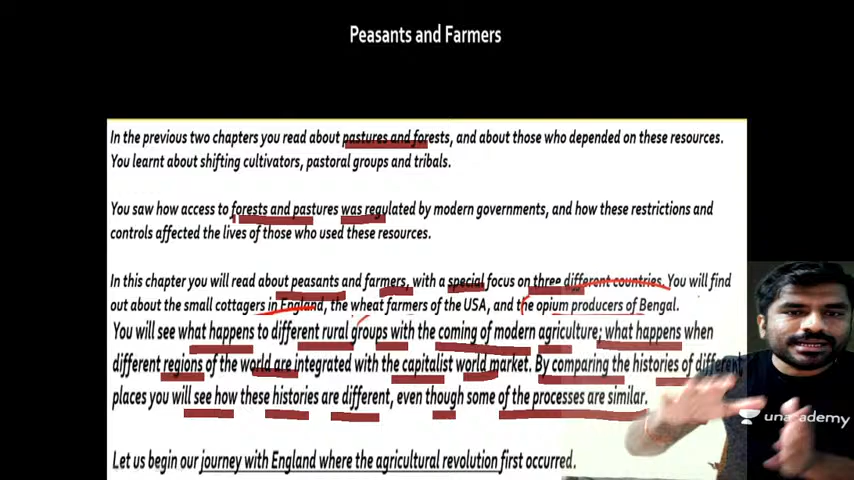 Peasants and Farmers
In the previous two chapters you read about pastures and forests, and about those who depended on these resources.
You learnt about shifting cultivators, pastoral groups and tribals.
You saw how access to forests and pastures was regulated by modern governments, and how these restrictions and
controls affected the lives of those who used these resources.
In this chapter you will read about peasants and farmers, with a special focus on three different countries. You will find
out about the small cottagers in England, the wheat farmers of the USA, and the opium producers of Bengal.
You will see what happens to different rural groups with the coming of modern agriculture; what happens when
different regions of the world are integrated with the capitalist world market. By comparing the histories of different
places you will see how these histories are different, even though some of the processes are similar.
Let us begin our journey with England where the agricultural revolution first occurred.
unacademy